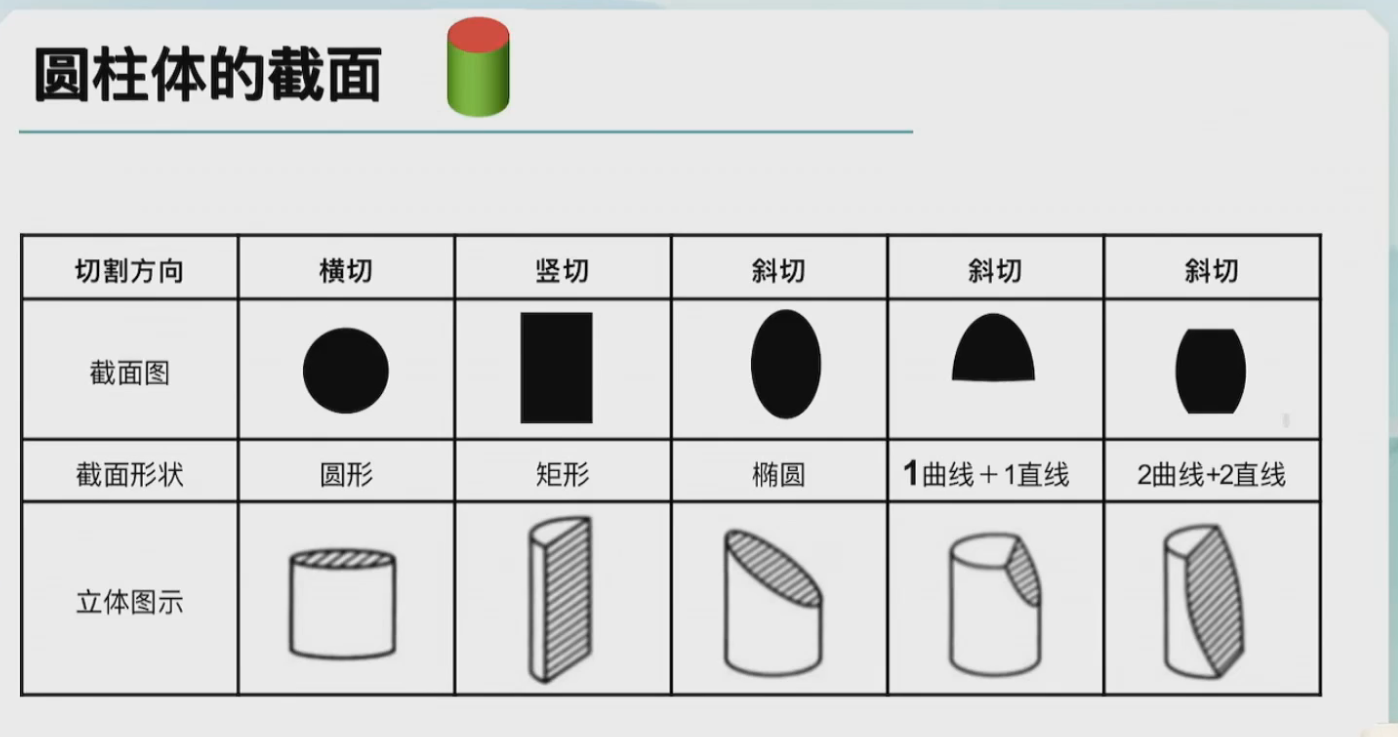 圆柱体的截面
切割方向 横切 竖切 斜切 斜切 斜切
截面图
截面形状 圆形 矩形 椭圆 1曲线+1直线 2曲线+2直线
立体图示